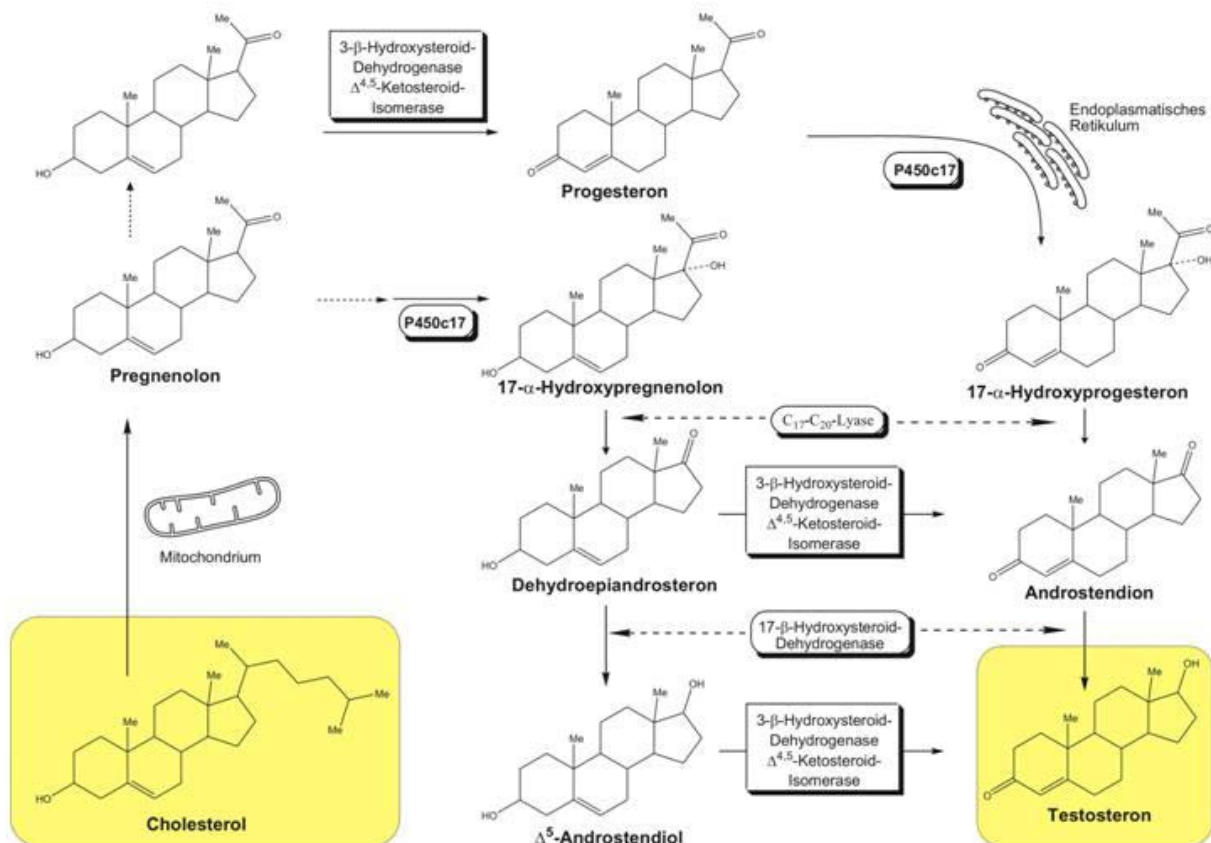 Me
O
Me
Me
HO
3-β-Hydroxysteroid-
Dehydrogenase
Δ4,5-Ketosteroid-
Isomerase
Me
O
Me
Me
O
Progesteron
P450c17
Endoplasmatisches
Retikulum
Me
O
Me
Me
HO
Pregnenolon
P450c17
Me
O
Me
OH
Me
HO
17-α-Hydroxypregnenolon
Me
O
Me
OH
Me
O
17-α-Hydroxyprogesteron
C17-C20-Lyase
Mitochondrium
O
Me
Me
HO
Dehydroepiandrosteron
3-β-Hydroxysteroid-
Dehydrogenase
Δ4,5-Ketosteroid-
Isomerase
O
Me
Me
O
Androstendion
17-β-Hydroxysteroid-
Dehydrogenase
Me
Me
Me
Me
Me
HO
Cholesterol
OH
Me
Me
HO
Δ5-Androstendiol
3-β-Hydroxysteroid-
Dehydrogenase
Δ4,5-Ketosteroid-
Isomerase
OH
Me
Me
O
Testosteron